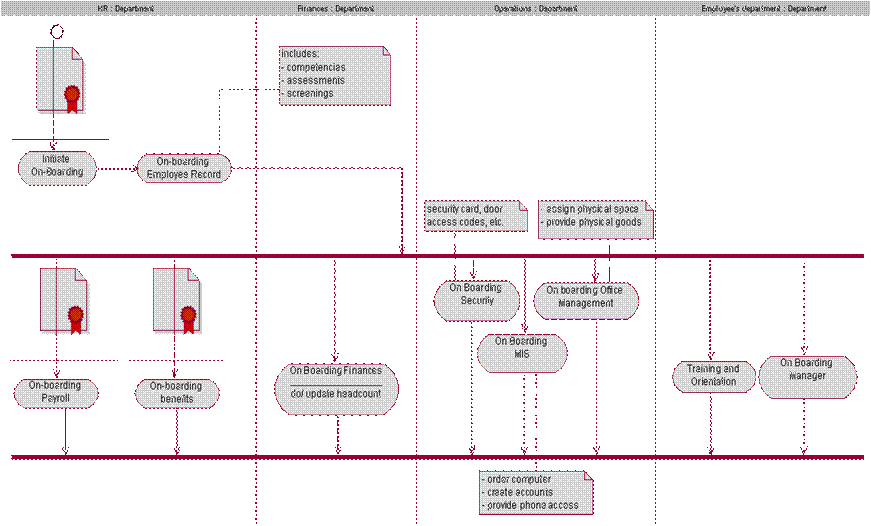 HR : Department
Finances : Department
Operations : Department
Employee's department : Department
includes:
- competencias
- assessments
- screenings
Initiate
On-Boarding
On-boarding
Employee Record
security card, door
access codes, etc.
- assign physical space
- provide physical goods
On Boarding
Security
On boarding Office
Management
On Boarding
MIS
On-boarding
Payroll
On-boarding
benefits
On Boarding Finances
do/ update headcount
Training and
Orientation
On Boarding
manager
- order computer
- create accounts
- provide phone access